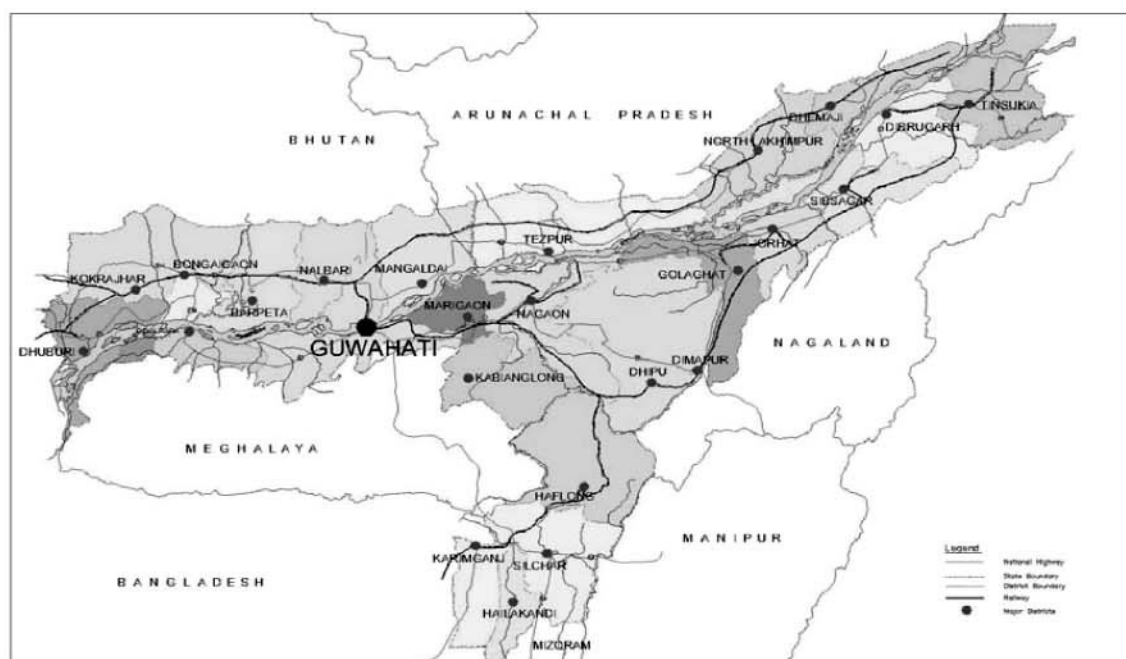 ARUNACHAL PRADESH
BHUTAN
DHEMAJI
TINSUKIA
DIBRUGARH
NORTH LAKHIMPUR
SIBSAGAR
TEZPUR
JORHAT
BONGAIGAON
KOKRAJHAR
NALBARI
MANGALDAI
GOLAGHAT
BARPETA
MARIGAON
NAGAON
GUWAHATI
DHUBURI
NAGALAND
DIMAPUR
DHIPU
KABIANGLONG
MEGHALAYA
HAFLONG
MANIPUR
KARIMGANJ
SILCHAR
BANGLADESH
HAILAKANDI
MIZORAM
Legend
National Highway
State Boundary
District Boundary
Railway
Major Districts